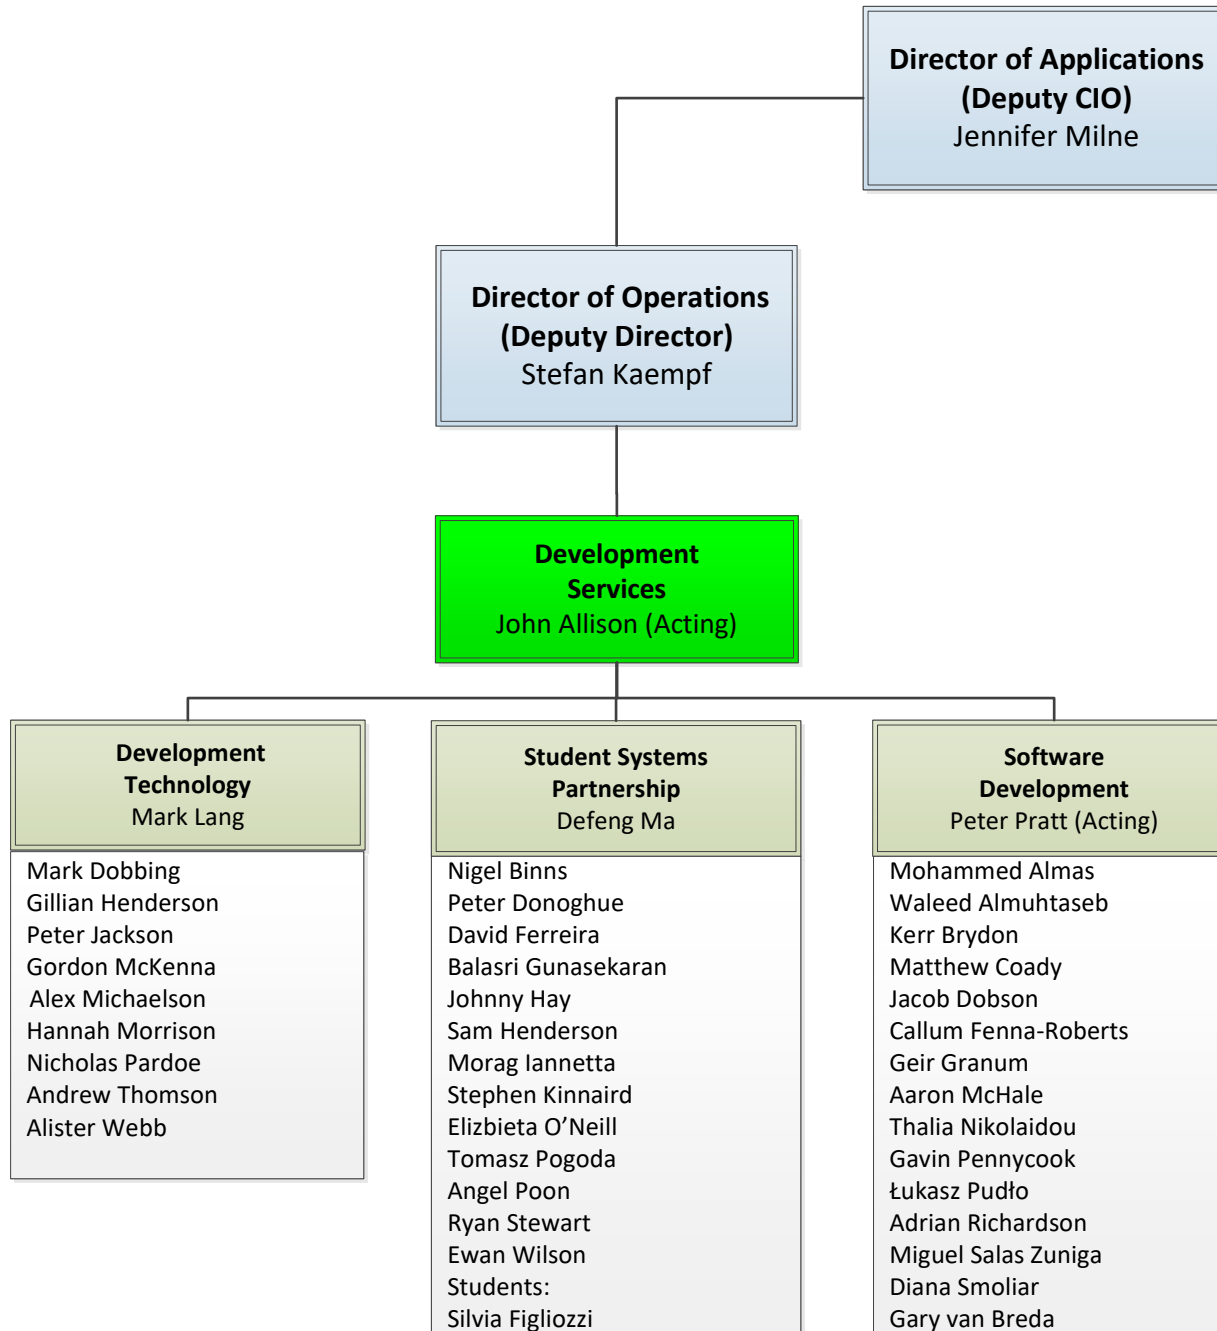 Director of Applications
(Deputy CIO)
Jennifer Milne
Director of Operations
(Deputy Director)
Stefan Kaempf
Development
Services
John Allison (Acting)
Development
Technology
Mark Lang
Mark Dobbing
Gillian Henderson
Peter Jackson
Gordon McKenna
Alex Michaelson
Hannah Morrison
Nicholas Pardoe
Andrew Thomson
Alister Webb
Student Systems
Partnership
Defeng Ma
Nigel Binns
Peter Donoghue
David Ferreira
Balasri Gunasekaran
Johnny Hay
Sam Henderson
Morag Iannetta
Stephen Kinnaird
Elizbieta O’Neill
Tomasz Pogoda
Angel Poon
Ryan Stewart
Ewan Wilson
Students:
Silvia Figliozzi
Software
Development
Peter Pratt (Acting)
Mohammed Almas
Waleed Almuhtaseb
Kerr Brydon
Matthew Coady
Jacob Dobson
Callum Fenna-Roberts
Geir Granum
Aaron McHale
Thalia Nikolaidou
Gavin Pennycook
Łukasz Pudło
Adrian Richardson
Miguel Salas Zuniga
Diana Smoliar
Gary van Breda